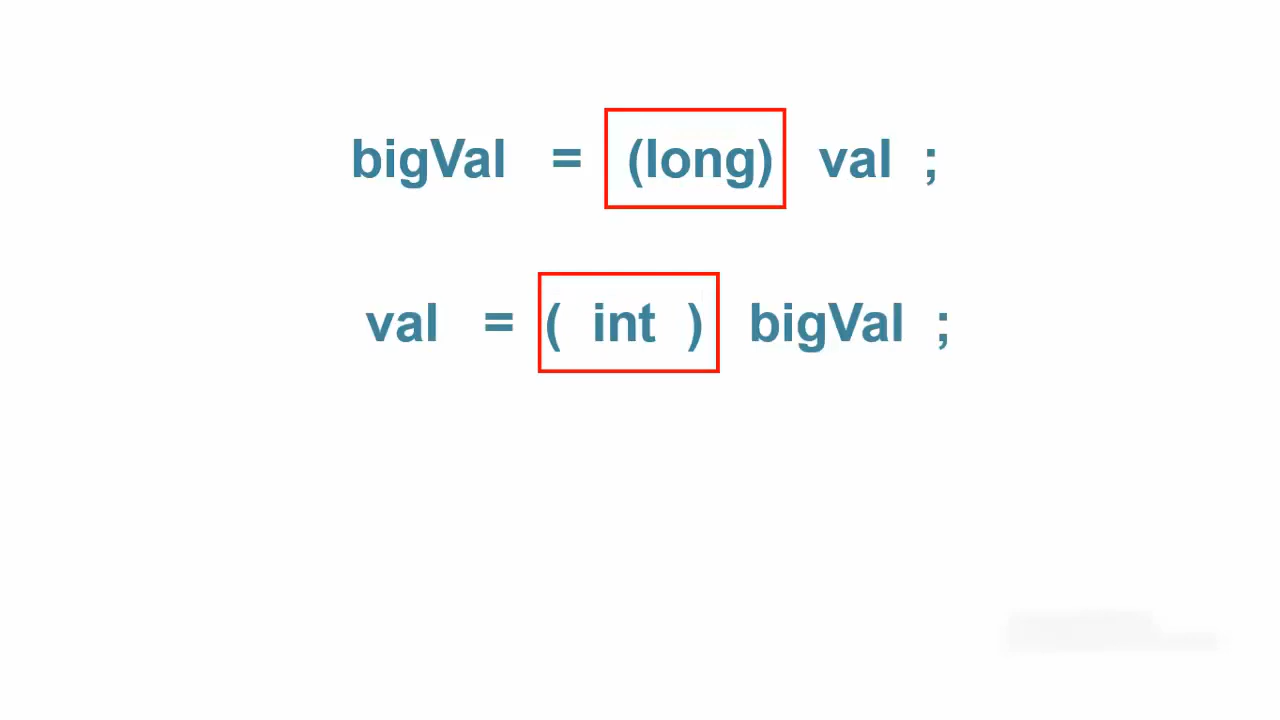 bigVal = (long) val ;
val = ( int ) bigVal ;